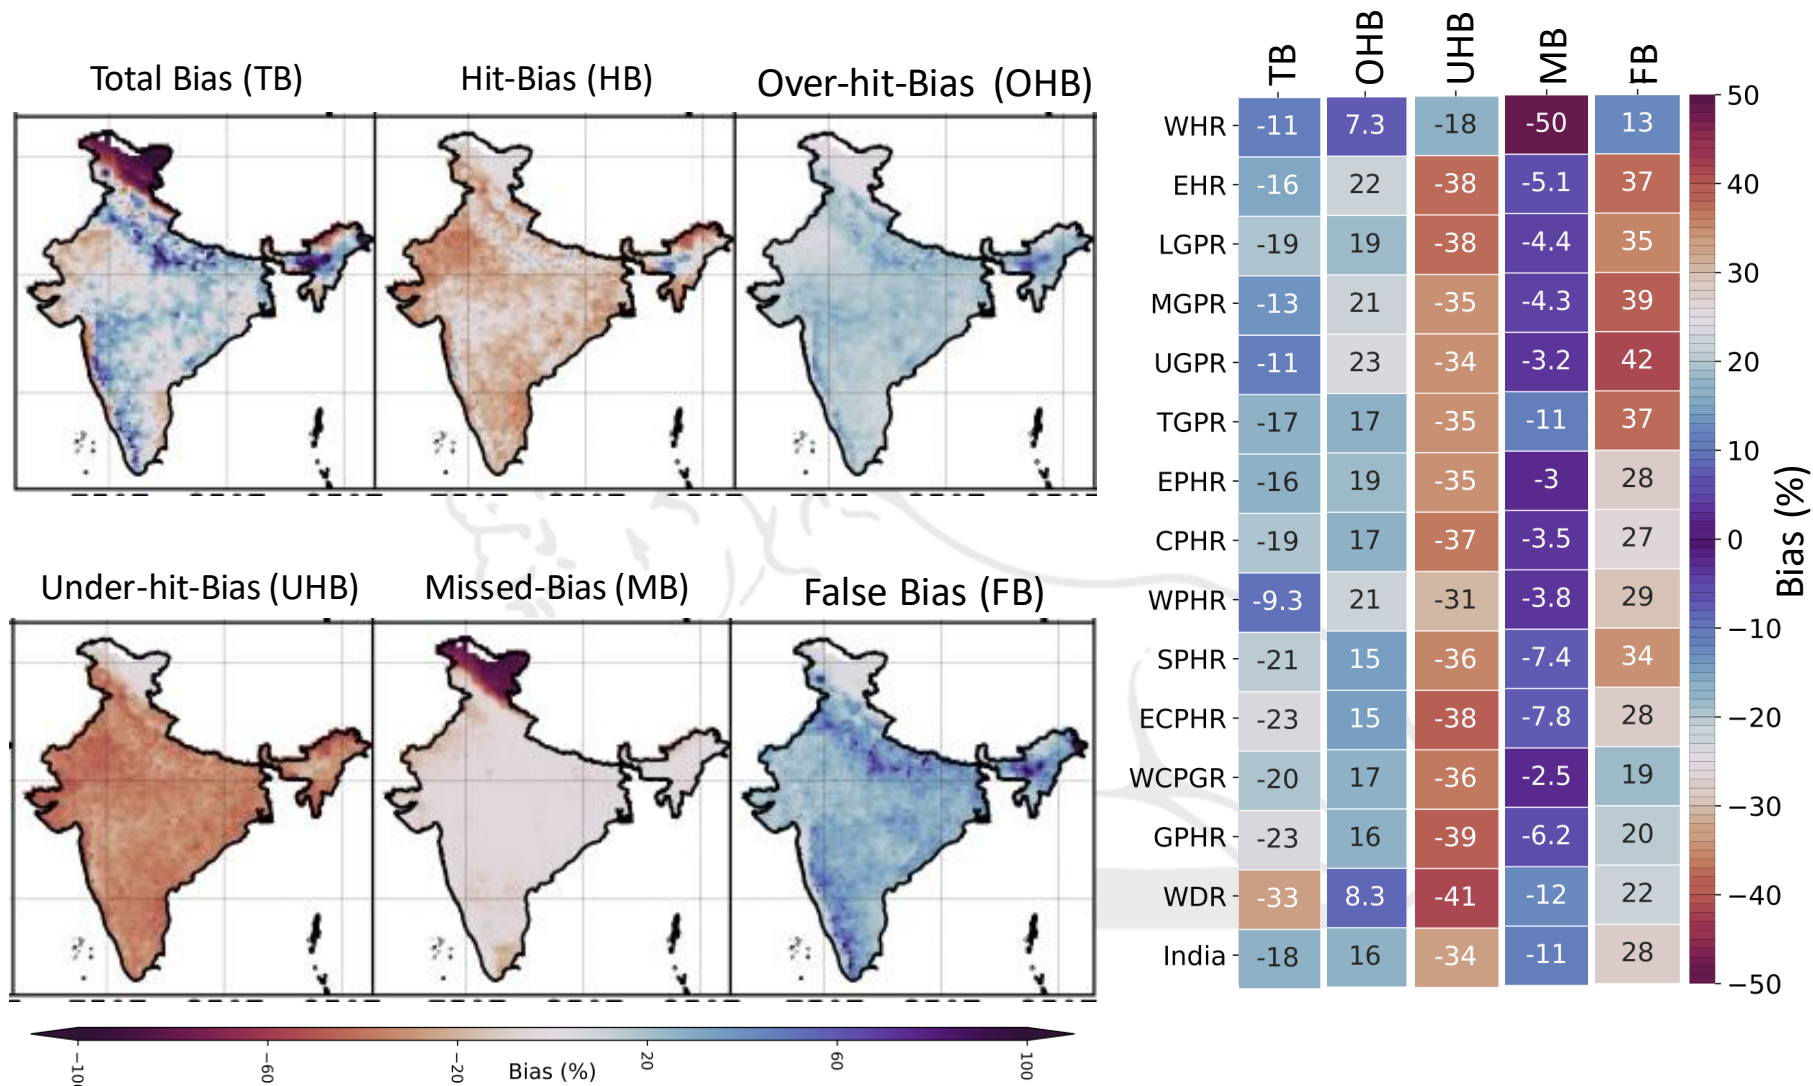 Total Bias (TB)
Hit-Bias (HB)
Over-hit-Bias (OHB)
Under-hit-Bias (UHB)
Missed-Bias (MB)
False Bias (FB)
−100
−60
−20
20
60
100
Bias (%)
TB OHB UHB MB FB
WHR -11 7.3 -18 -50 13
EHR -16 22 -38 -5.1 37
LGPR -19 19 -38 -4.4 35
MGPR -13 21 -35 -4.3 39
UGPR -11 23 -34 -3.2 42
TGPR -17 17 -35 -11 37
EPHR -16 19 -35 -3 28
CPHR -19 17 -37 -3.5 27
WPHR -9.3 21 -31 -3.8 29
SPHR -21 15 -36 -7.4 34
ECPHR -23 15 -38 -7.8 28
WCPGR -20 17 -36 -2.5 19
GPHR -23 16 -39 -6.2 20
WDR -33 8.3 -41 -12 22
India -18 16 -34 -11 28
50
40
30
20
10
0
−10
−20
−30
−40
−50
Bias (%)